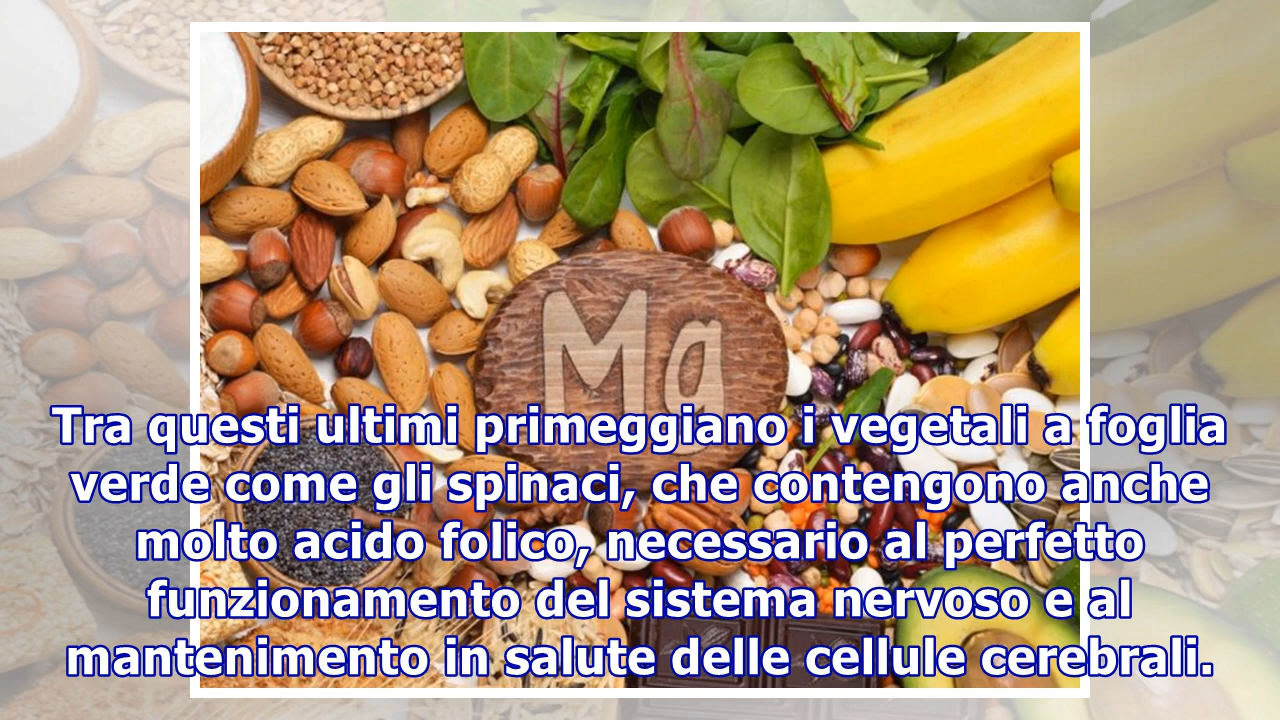 Ma
Tra questi ultimi primeggiano i vegetali a foglia
verde come gli spinaci, che contengono anche
molto acido folico, necessario al perfetto
funzionamento del sistema nervoso e al
mantenimento in salute delle cellule cerebrali.